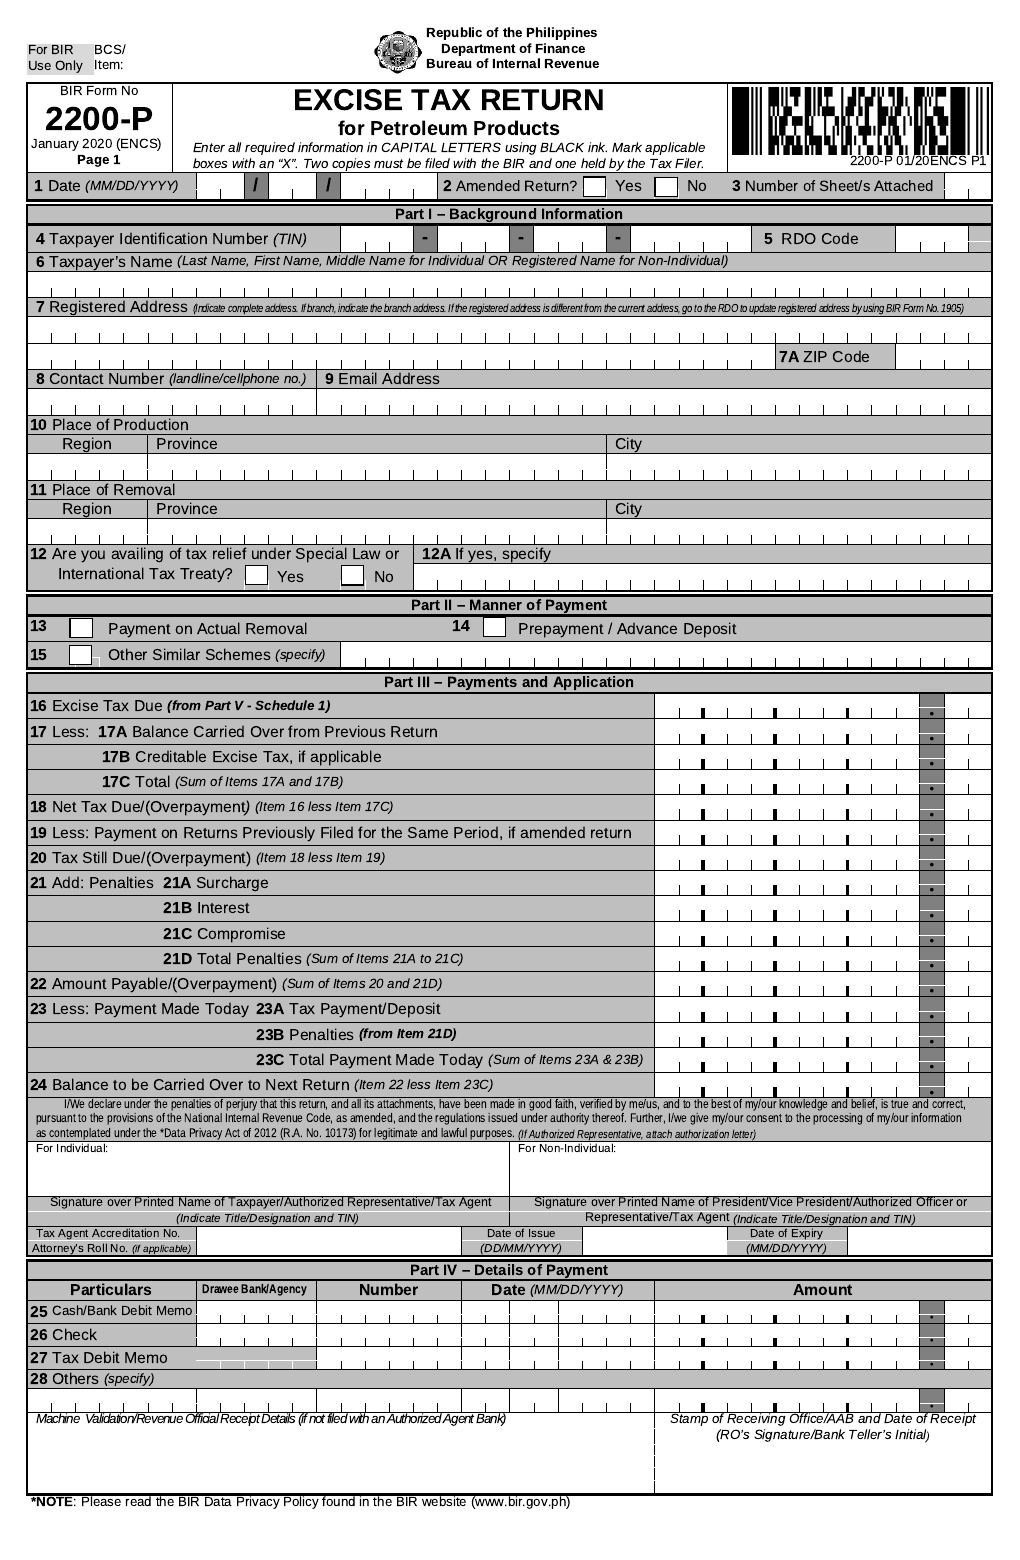 Republic of the Philippines
For BIR BCS/
Department of Finance
Use Only Item:
Bureau of Internal Revenue
BIR Form No
2200-P
January 2020 (ENCS)
Page 1
EXCISE TAX RETURN
for Petroleum Products
Enter all required information in CAPITAL LETTERS using BLACK ink. Mark applicable
boxes with an “X”. Two copies must be filed with the BIR and one held by the Tax Filer.
2200-P 01/20ENCS P1
1 Date (MM/DD/YYYY) / / 2 Amended Return? Yes No 3 Number of Sheet/s Attached
Part I – Background Information
4 Taxpayer Identification Number (TIN) - - - 5 RDO Code
6 Taxpayer’s Name (Last Name, First Name, Middle Name for Individual OR Registered Name for Non-Individual)
7 Registered Address (Indicate complete address. If branch, indicate the branch address. If the registered address is different from the current address, go to the RDO to update registered address by using BIR Form No. 1905)
7A ZIP Code
8 Contact Number (landline/cellphone no.) 9 Email Address
10 Place of Production
Region Province City
11 Place of Removal
Region Province City
12 Are you availing of tax relief under Special Law or 12A If yes, specify
International Tax Treaty? Yes No
Part II – Manner of Payment
13 Payment on Actual Removal 14 Prepayment / Advance Deposit
15 Other Similar Schemes (specify)
Part III – Payments and Application
16 Excise Tax Due (from Part V - Schedule 1)
17 Less: 17A Balance Carried Over from Previous Return
17B Creditable Excise Tax, if applicable
17C Total (Sum of Items 17A and 17B)
18 Net Tax Due/(Overpayment) (Item 16 less Item 17C)
19 Less: Payment on Returns Previously Filed for the Same Period, if amended return
20 Tax Still Due/(Overpayment) (Item 18 less Item 19)
21 Add: Penalties 21A Surcharge
21B Interest
21C Compromise
21D Total Penalties (Sum of Items 21A to 21C)
22 Amount Payable/(Overpayment) (Sum of Items 20 and 21D)
23 Less: Payment Made Today 23A Tax Payment/Deposit
23B Penalties (from Item 21D)
23C Total Payment Made Today (Sum of Items 23A & 23B)
24 Balance to be Carried Over to Next Return (Item 22 less Item 23C)
I/We declare under the penalties of perjury that this return, and all its attachments, have been made in good faith, verified by me/us, and to the best of my/our knowledge and belief, is true and correct,
pursuant to the provisions of the National Internal Revenue Code, as amended, and the regulations issued under authority thereof. Further, I/we give my/our consent to the processing of my/our information
as contemplated under the *Data Privacy Act of 2012 (R.A. No. 10173) for legitimate and lawful purposes. (If Authorized Representative, attach authorization letter)
For Individual: For Non-Individual:
Signature over Printed Name of Taxpayer/Authorized Representative/Tax Agent Signature over Printed Name of President/Vice President/Authorized Officer or
(Indicate Title/Designation and TIN) Representative/Tax Agent (Indicate Title/Designation and TIN)
Tax Agent Accreditation No. Date of Issue Date of Expiry
Attorney’s Roll No. (if applicable) (DD/MM/YYYY) (MM/DD/YYYY)
Part IV – Details of Payment
Particulars Drawee Bank/Agency Number Date (MM/DD/YYYY) Amount
25 Cash/Bank Debit Memo
26 Check
27 Tax Debit Memo
28 Others (specify)
Machine Validation/Revenue Official Receipt Details (if not filed with an Authorized Agent Bank) Stamp of Receiving Office/AAB and Date of Receipt
(RO’s Signature/Bank Teller’s Initial)
*NOTE: Please read the BIR Data Privacy Policy found in the BIR website (www.bir.gov.ph)